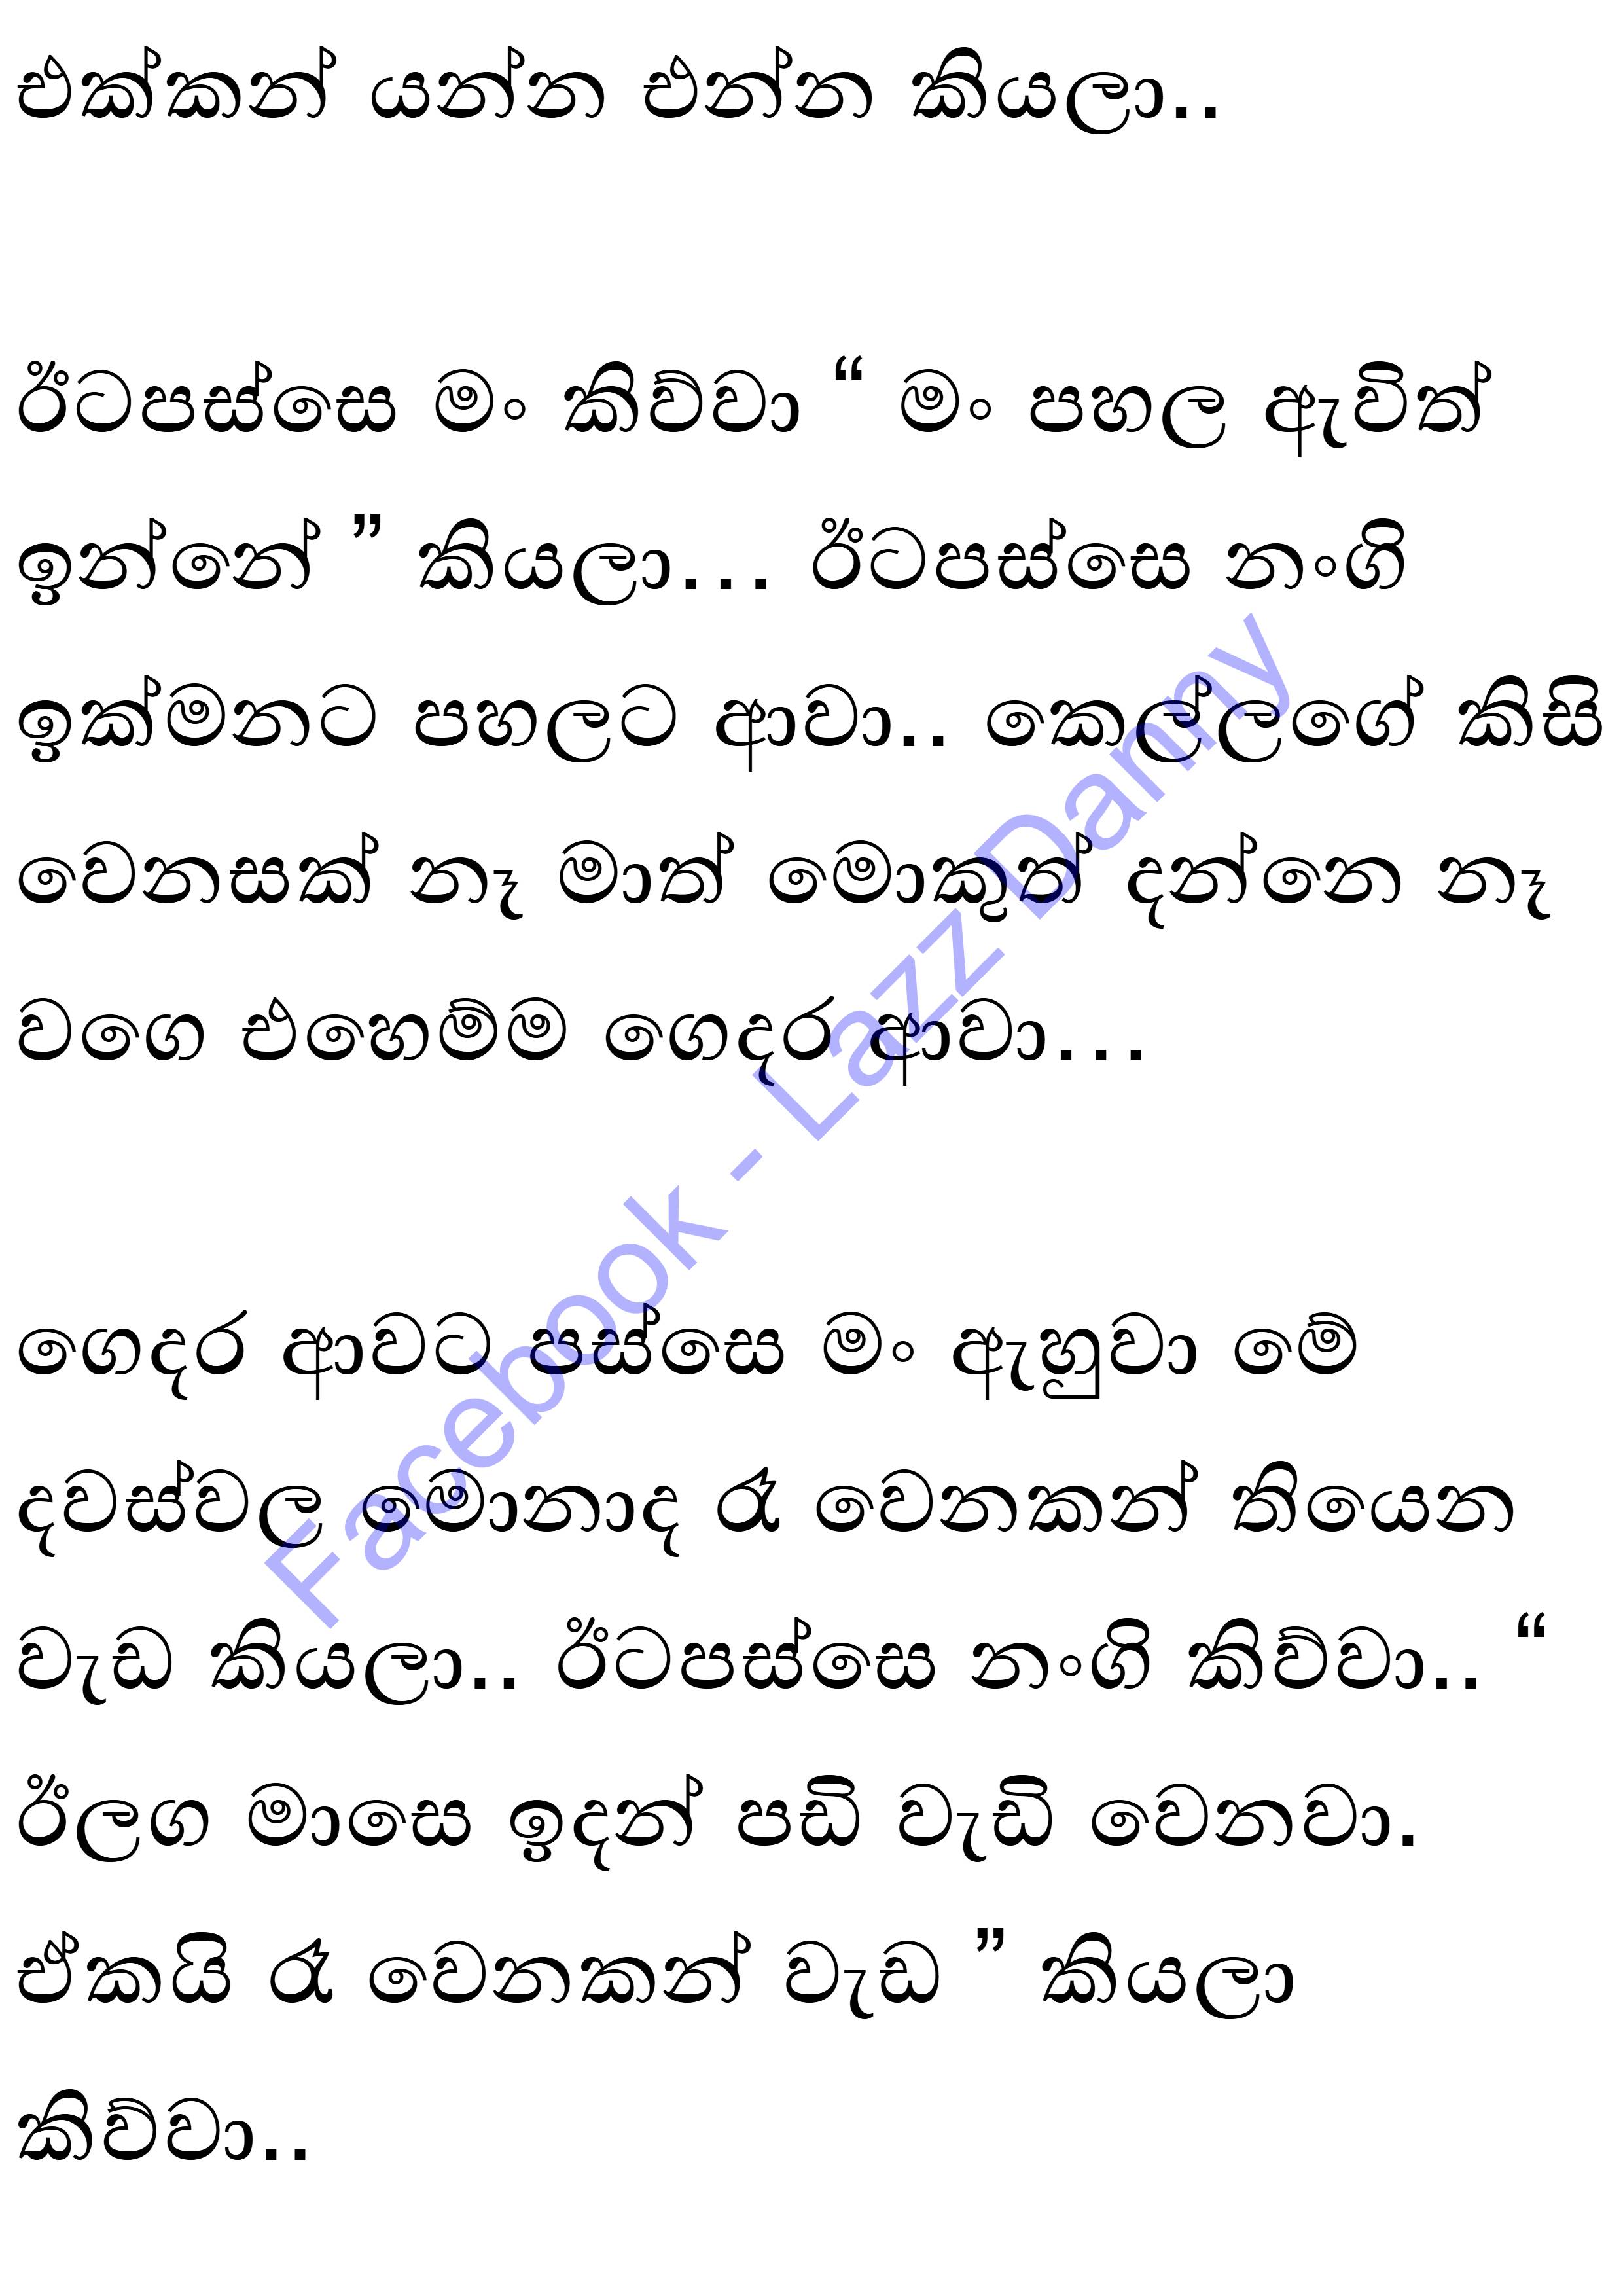 එක්කන් යන්න එන්න කියලා..
ඊටපස්සෙ මං කිව්වා “ මං පහල ඇවිත්
ඉන්නේ ” කියලා... ඊටපස්සෙ නංගි
ඉක්මනට පහලට ආවා.. කෙල්ලගේ කිසි
වෙනසක් නෑ මාත් මොකුත් දන්නෙ නෑ
වගෙ එහෙම්ම ගෙදර ආවා...
ගෙදර ආවට පස්සෙ මං ඇහුවා මේ
දවස්වල මොනාද රෑ වෙනකන් තියෙන
වැඩ කියලා.. ඊටපස්සෙ නංගි කිව්වා.. “
ඊලග මාසෙ ඉදන් පඩි වැඩි වෙනවා.
ඒකයි රෑ වෙනකන් වැඩ ” කියලා
කිව්වා..
Facebook - Lazz Danny